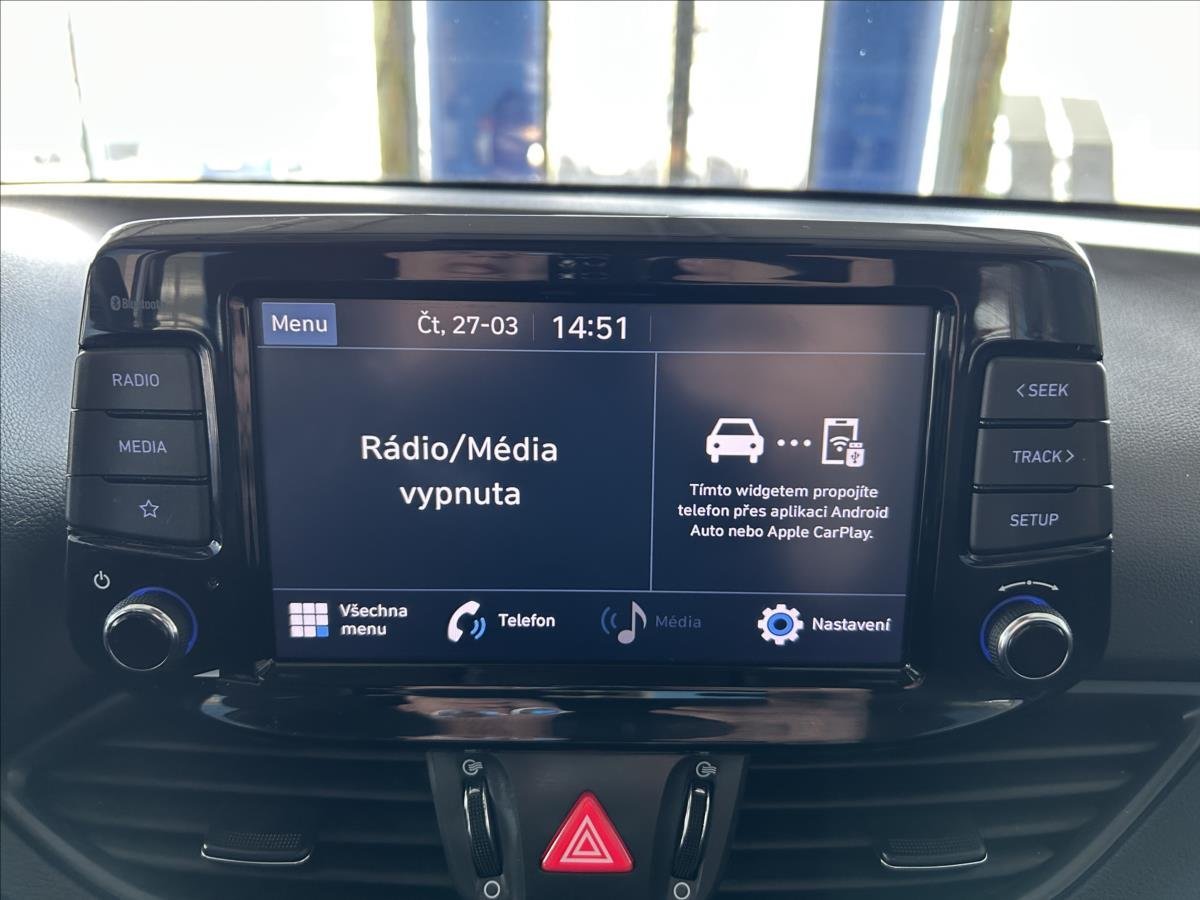 Bluetooth
Menu
Čt, 27-03
14:51
RADIO
MEDIA
Rádio/Média
vypnuta
Tímto widgetem propojíte
telefon přes aplikaci Android
Auto nebo Apple CarPlay.
< SEEK
TRACK >
SETUP
Všechna
menu
Telefon
Média
Nastavení